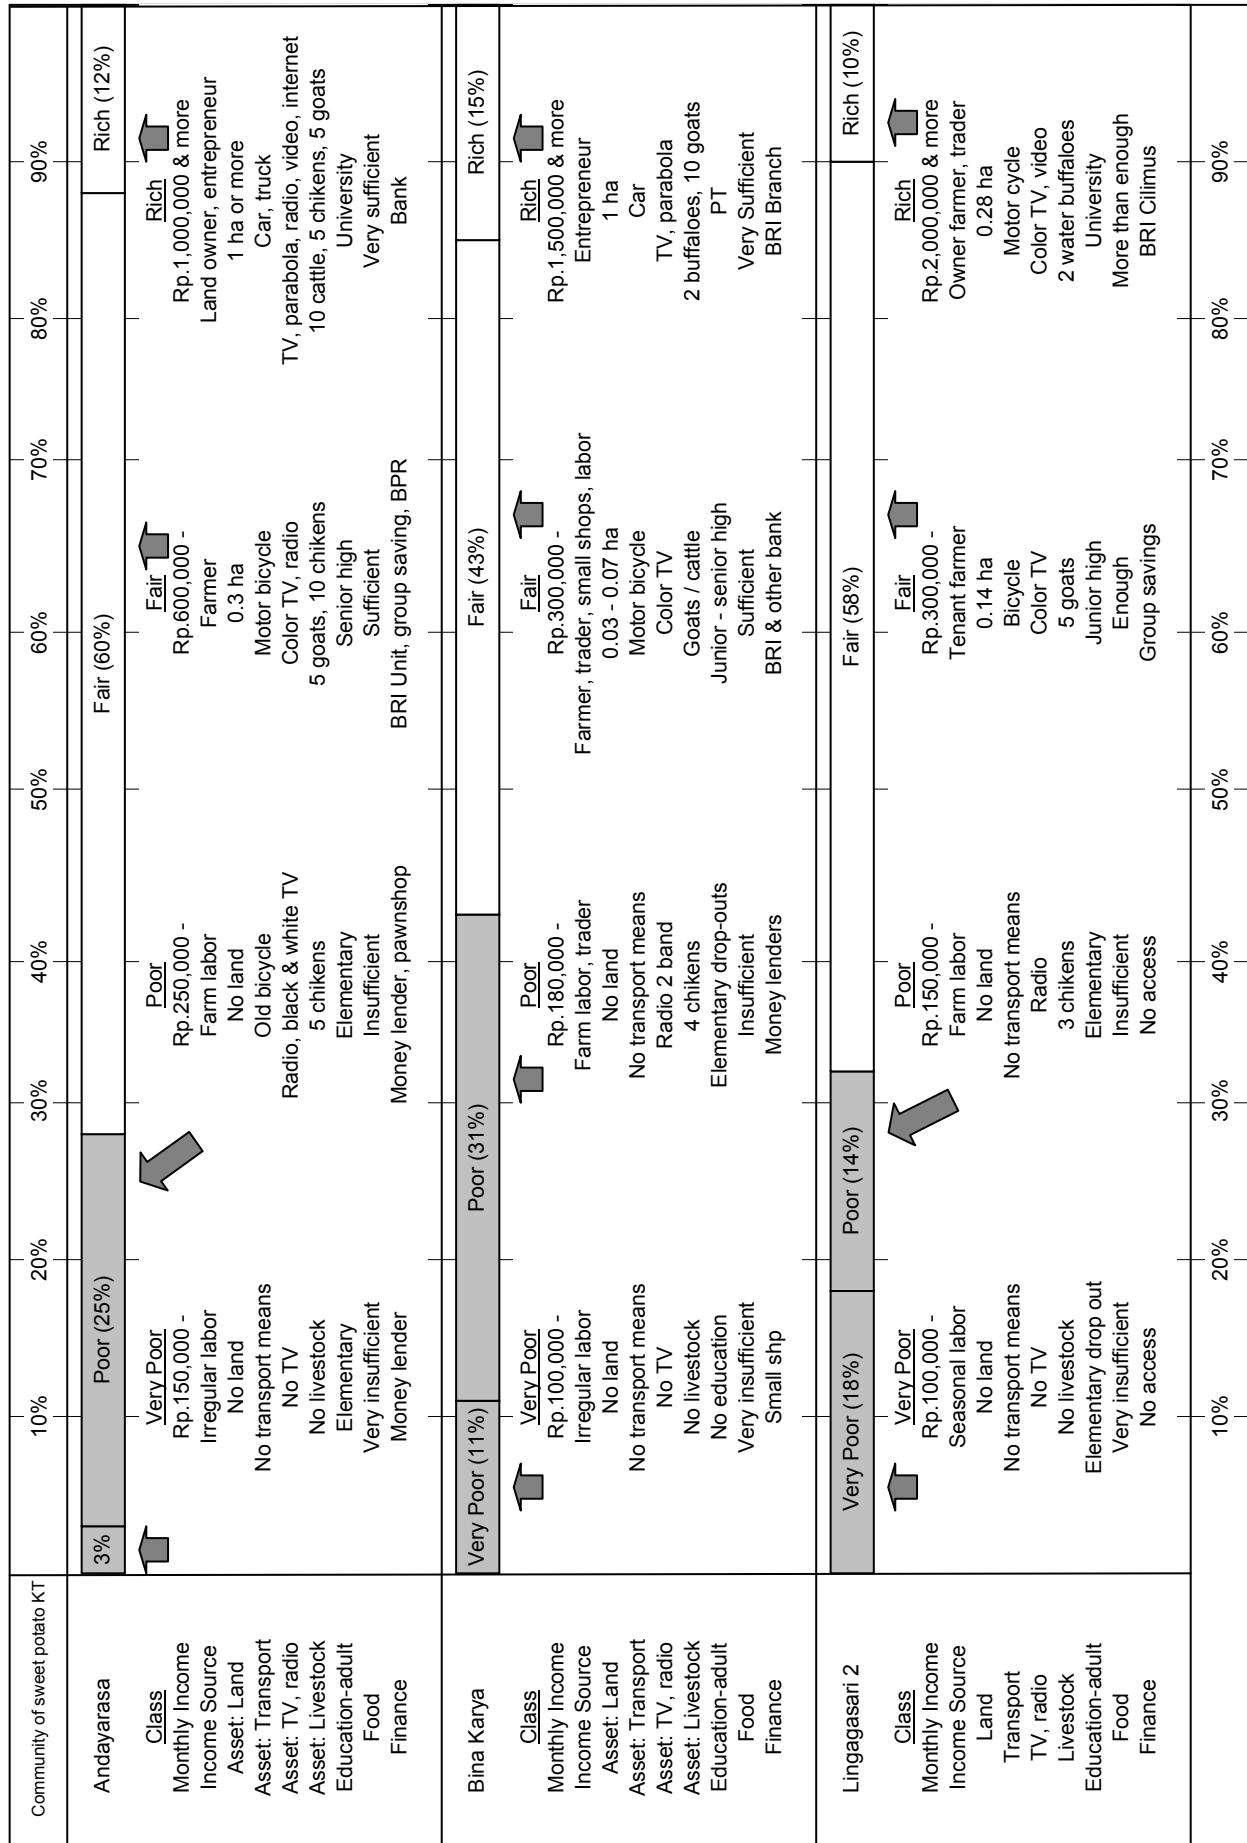 Community of sweet potato KT
10% 20% 30% 40% 50% 60% 70% 80% 90%
Andayarasa
3% Poor (25%) Fair (60%) Rich (12%)
Class Very Poor Poor Fair Rich
Monthly Income Rp.150,000 - Rp.250,000 - Rp.600,000 - Rp.1,000,000 & more
Income Source Irregular labor Farm labor Farmer Land owner, entrepreneur
Asset: Land No land No land 0.3 ha 1 ha or more
Asset: Transport No transport means Old bicycle Motor bicycle Car, truck
Asset: TV, radio No TV Radio, black & white TV Color TV, radio TV, parabola, radio, video, internet
Asset: Livestock No livestock 5 chikens 5 goats, 10 chikens 10 cattle, 5 chikens, 5 goats
Education-adult Elementary Elementary Senior high University
Food Very insufficient Insufficient Sufficient Very sufficient
Finance Money lender Money lender, pawnshop BRI Unit, group saving, BPR Bank
Bina Karya
Very Poor (11%) Poor (31%) Fair (43%) Rich (15%)
Class Very Poor Poor Fair Rich
Monthly Income Rp.100,000 - Rp.180,000 - Rp.300,000 - Rp.1,500,000 & more
Income Source Irregular labor Farm labor, trader Farmer, trader, small shops, labor Entrepreneur
Asset: Land No land No land 0.03 - 0.07 ha 1 ha
Asset: Transport No transport means No transport means Motor bicycle Car
Asset: TV, radio No TV Radio 2 band Color TV TV, parabola
Asset: Livestock No livestock 4 chikens Goats / cattle 2 buffaloes, 10 goats
Education-adult No education Elementary drop-outs Junior - senior high PT
Food Very insufficient Insufficient Sufficient Very Sufficient
Finance Small shp Money lenders BRI & other bank BRI Branch
Lingagasari 2
Very Poor (18%) Poor (14%) Fair (58%) Rich (10%)
Class Very Poor Poor Fair Rich
Monthly Income Rp.100,000 - Rp.150,000 - Rp.300,000 - Rp.2,000,000 & more
Income Source Seasonal labor Farm labor Tenant farmer Owner farmer, trader
Land No land No land 0.14 ha 0.28 ha
Transport No transport means No transport means Bicycle Motor cycle
TV, radio No TV Radio Color TV Color TV, video
Livestock No livestock 3 chikens 5 goats 2 water buffaloes
Education-adult Elementary drop out Elementary Junior high University
Food Very insufficient Insufficient Enough More than enough
Finance No access No access Group savings BRI Cilimus
10% 20% 30% 40% 50% 60% 70% 80% 90%